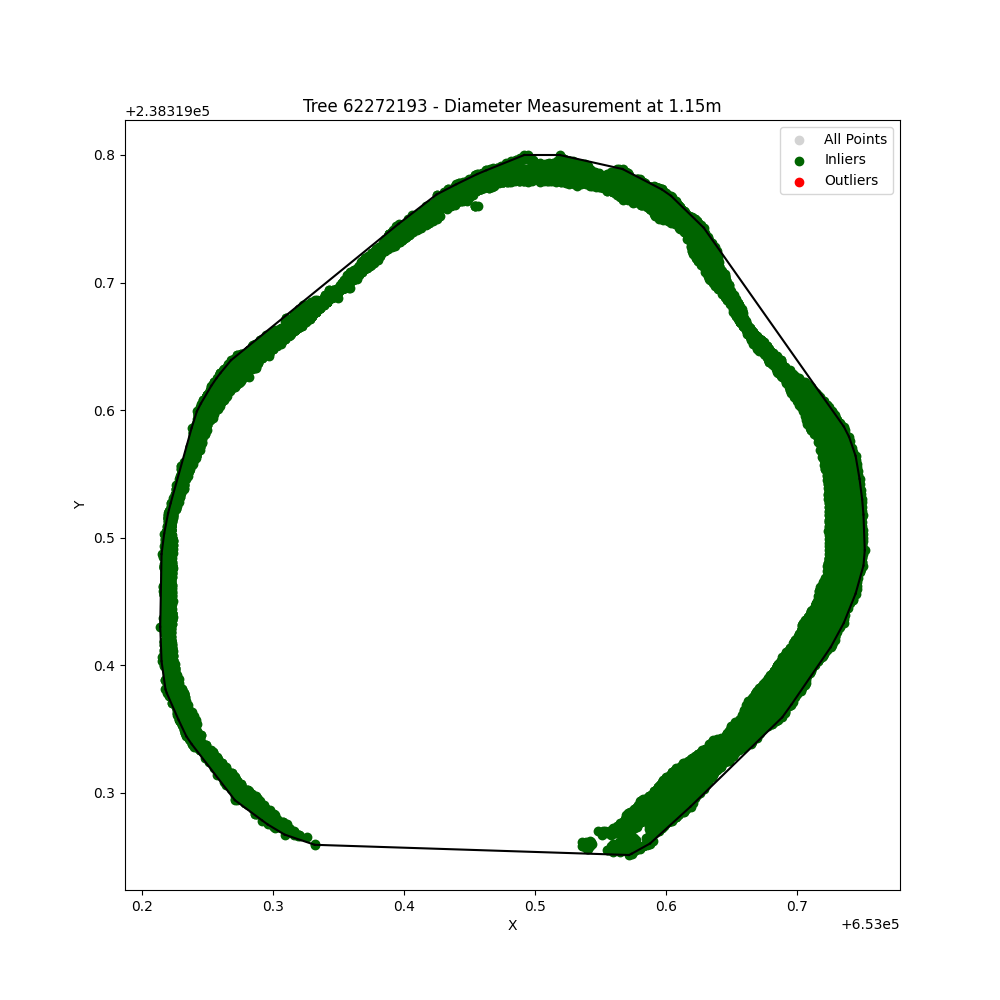 Tree 62272193 - Diameter Measurement at 1.15m
+2.38319e5
All Points
Inliers
Outliers
0.8
0.7
0.6
0.5
0.4
0.3
Y
0.2 0.3 0.4 0.5 0.6 0.7
X
+6.53e5